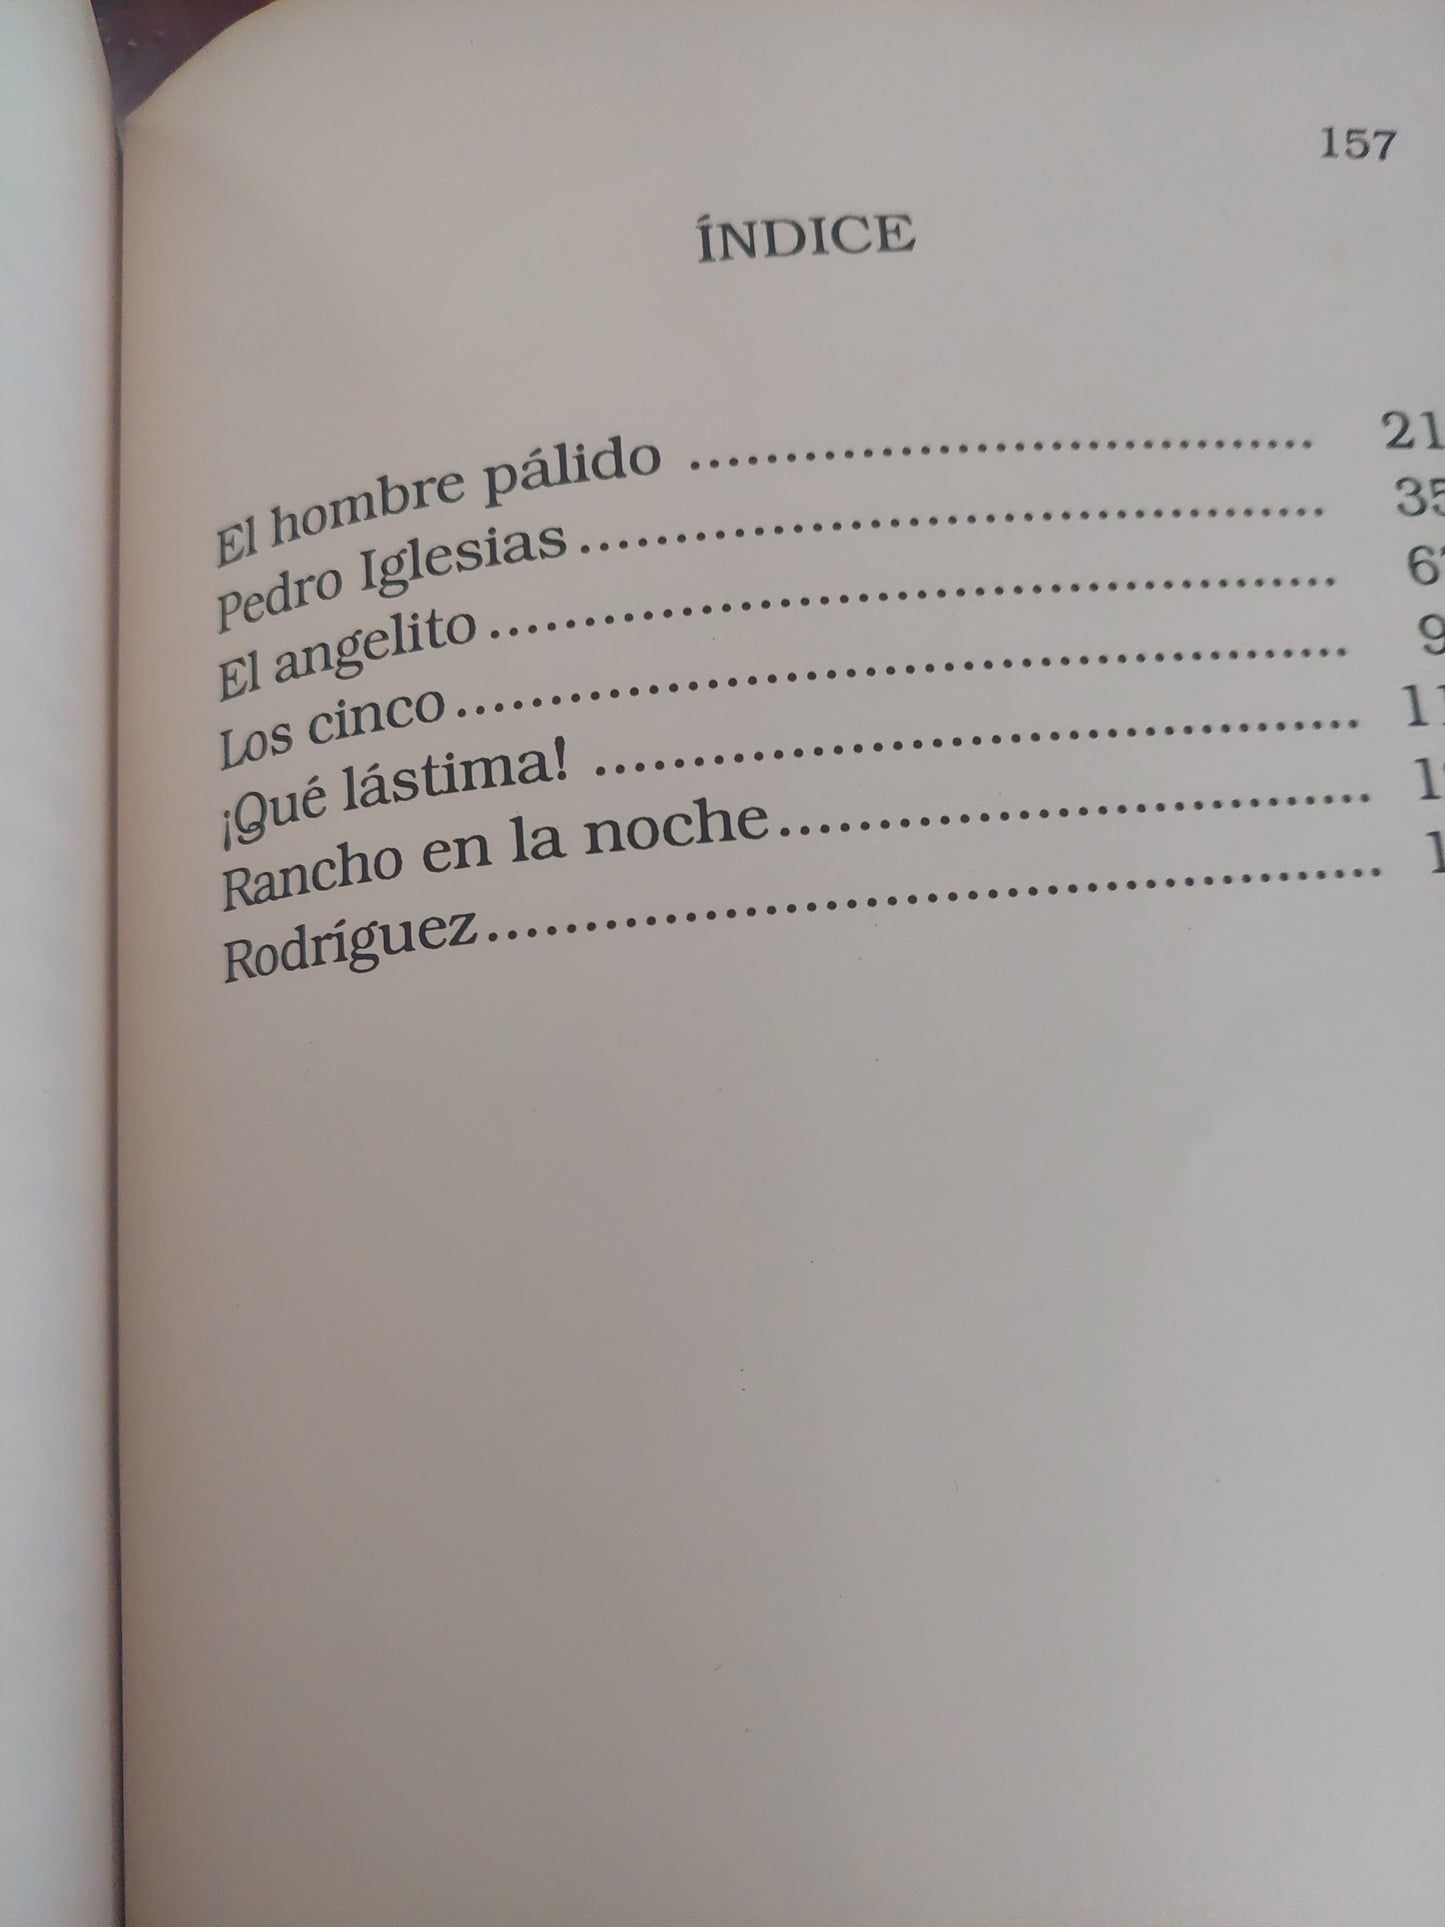 157
ÍNDICE
El hombre pálido ................................ 21
Pedro Iglesias ...................................... 35
El angelito ...........................................
Los cinco .............................................
¡Qué lástima! .......................................
Rancho en la noche ..............................
Rodríguez .............................................